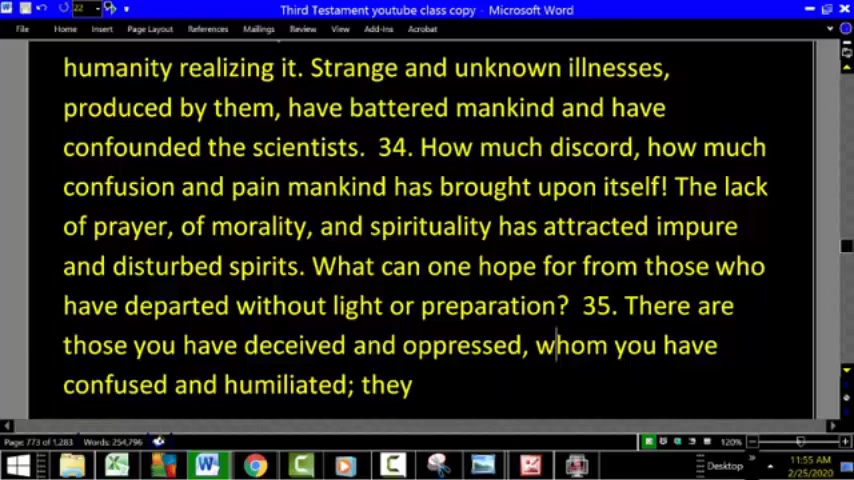 22
Third Testament youtube class copy - Microsoft Word
File Home Insert Page Layout References Mailings Review View Add-Ins Acrobat
humanity realizing it. Strange and unknown illnesses,
produced by them, have battered mankind and have
confounded the scientists. 34. How much discord, how much
confusion and pain mankind has brought upon itself! The lack
of prayer, of morality, and spirituality has attracted impure
and disturbed spirits. What can one hope for from those who
have departed without light or preparation? 35. There are
those you have deceived and oppressed, whom you have
confused and humiliated; they
Page: 773 of 1,283 Words: 254,796 120%
Desktop 11:55 AM
2/25/2020